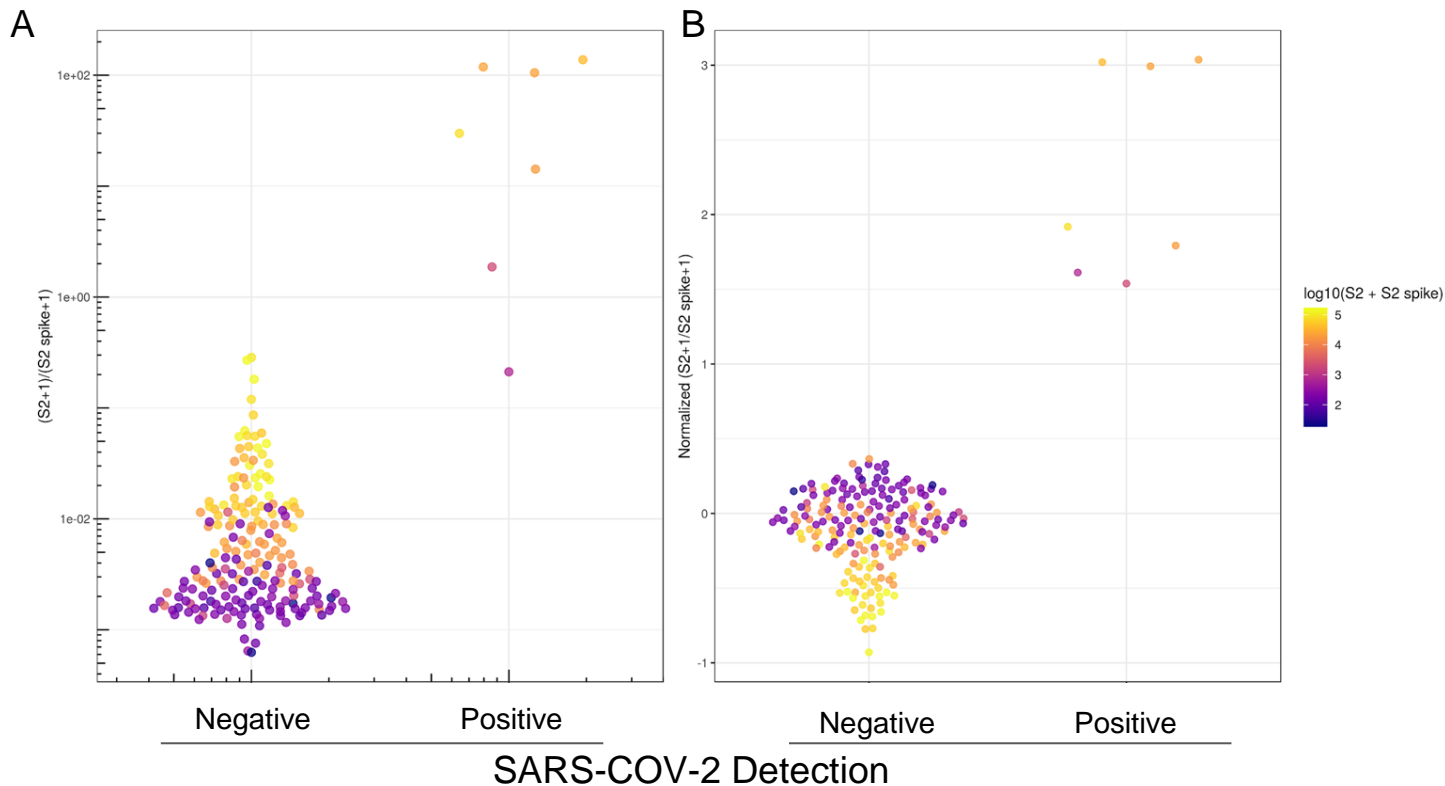 A
B
(S2+1)/(S2 spike+1)
1e+02
1e+00
1e-02
Normalized (S2+1/S2 spike+1)
3
2
1
0
-1
log10(S2 + S2 spike)
5
4
3
2
Negative
Positive
Negative
Positive
SARS-COV-2 Detection